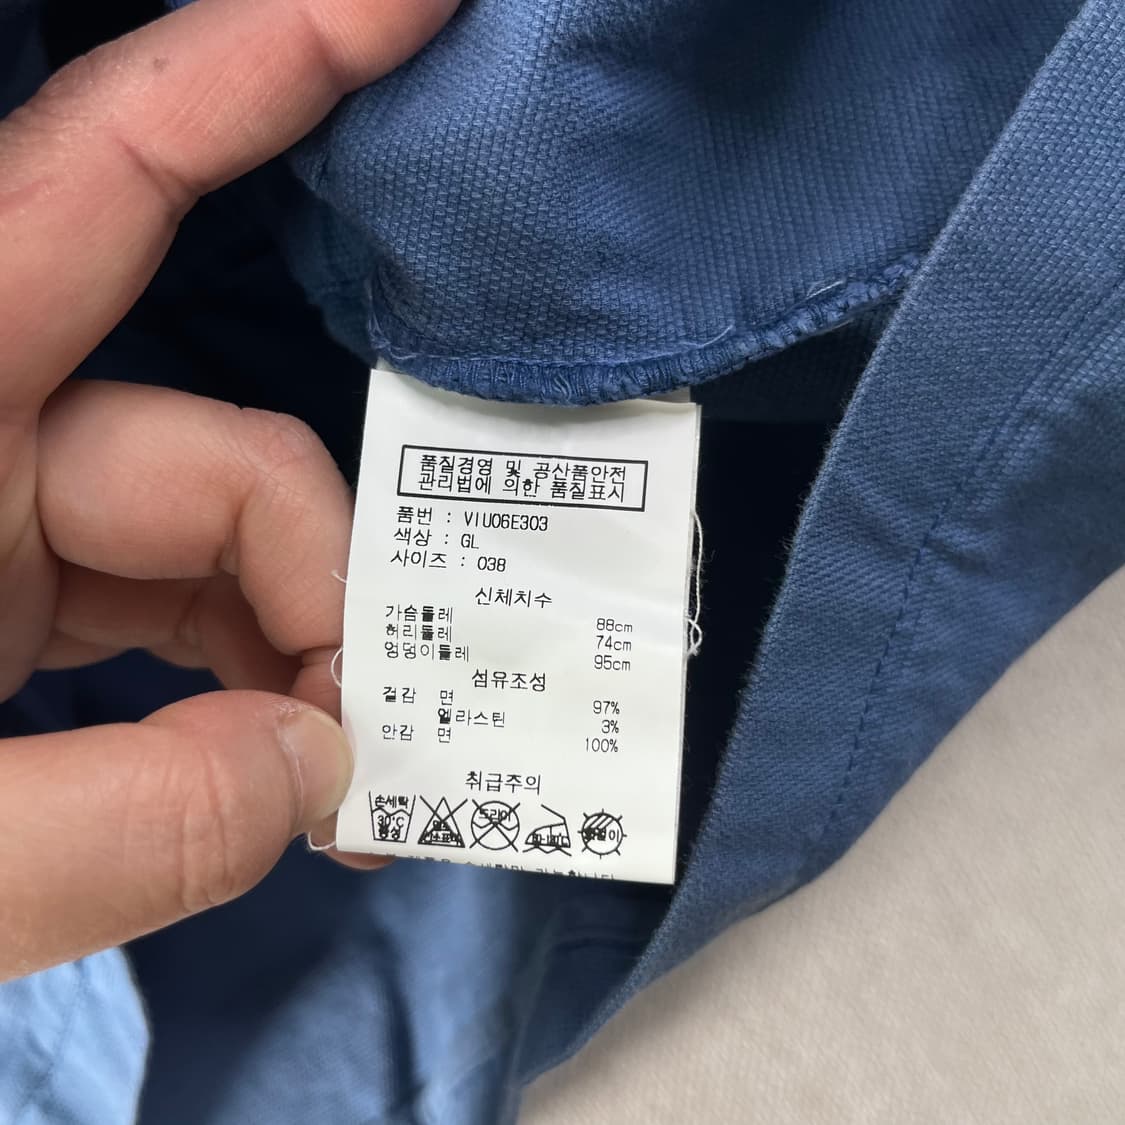 품질경영 및 공산품안전
관리법에 의한 품질표시
품번 : VIU06E303
색상 : GL
사이즈 : 038
신체치수
가슴둘레 88cm
허리둘레 74cm
엉덩이둘레 95cm
섬유조성
겉감 면 97%
엘라스틴 3%
안감 면 100%
취급주의
손세탁
30°C
중성
드라이